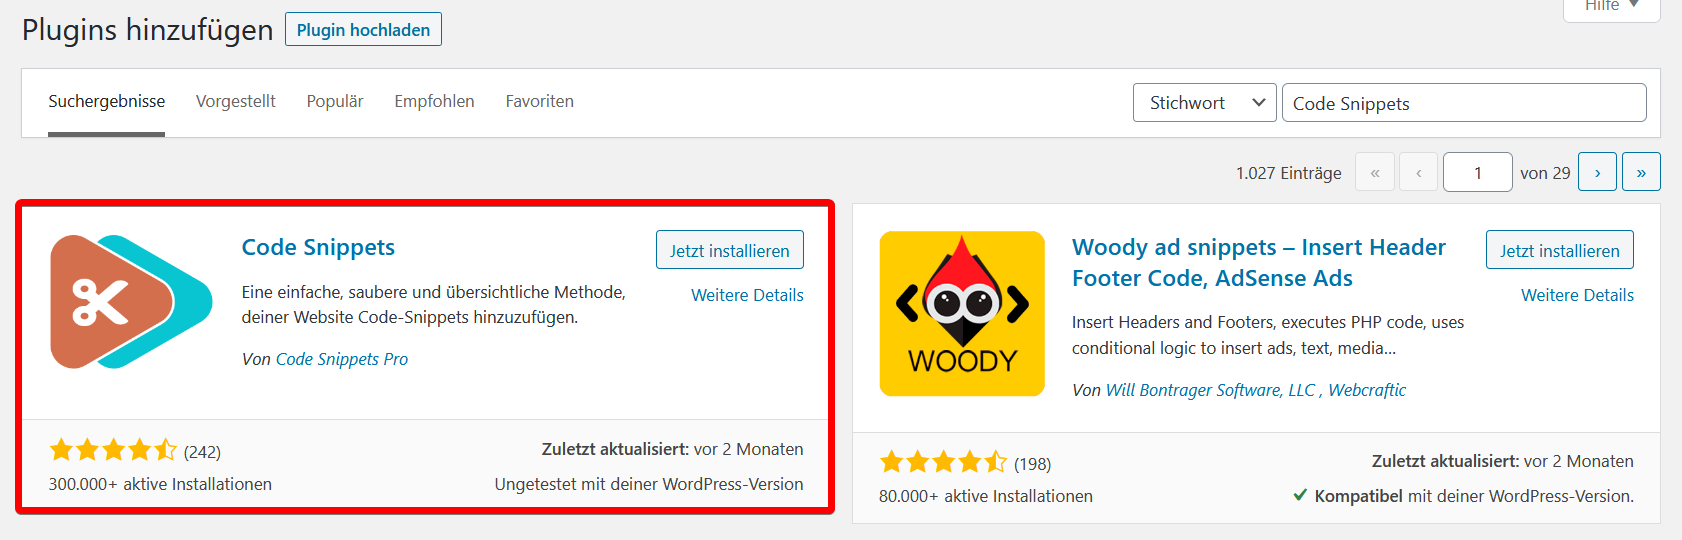 Hilfe
Plugins hinzufügen Plugin hochladen
Suchergebnisse Vorgestellt Populär Empfohlen Favoriten Stichwort Code Snippets
1.027 Einträge « ‹ 1 von 29 › »
Code Snippets
Jetzt installieren
Weitere Details
Eine einfache, saubere und übersichtliche Methode,
deiner Website Code-Snippets hinzuzufügen.
Von Code Snippets Pro
(242)
Zuletzt aktualisiert: vor 2 Monaten
300.000+ aktive Installationen
Ungetestet mit deiner WordPress-Version
WOODY
Woody ad snippets – Insert Header
Footer Code, AdSense Ads
Jetzt installieren
Weitere Details
Insert Headers and Footers, executes PHP code, uses
conditional logic to insert ads, text, media...
Von Will Bontrager Software, LLC , Webcraftic
(198)
Zuletzt aktualisiert: vor 2 Monaten
80.000+ aktive Installationen
Kompatibel mit deiner WordPress-Version.